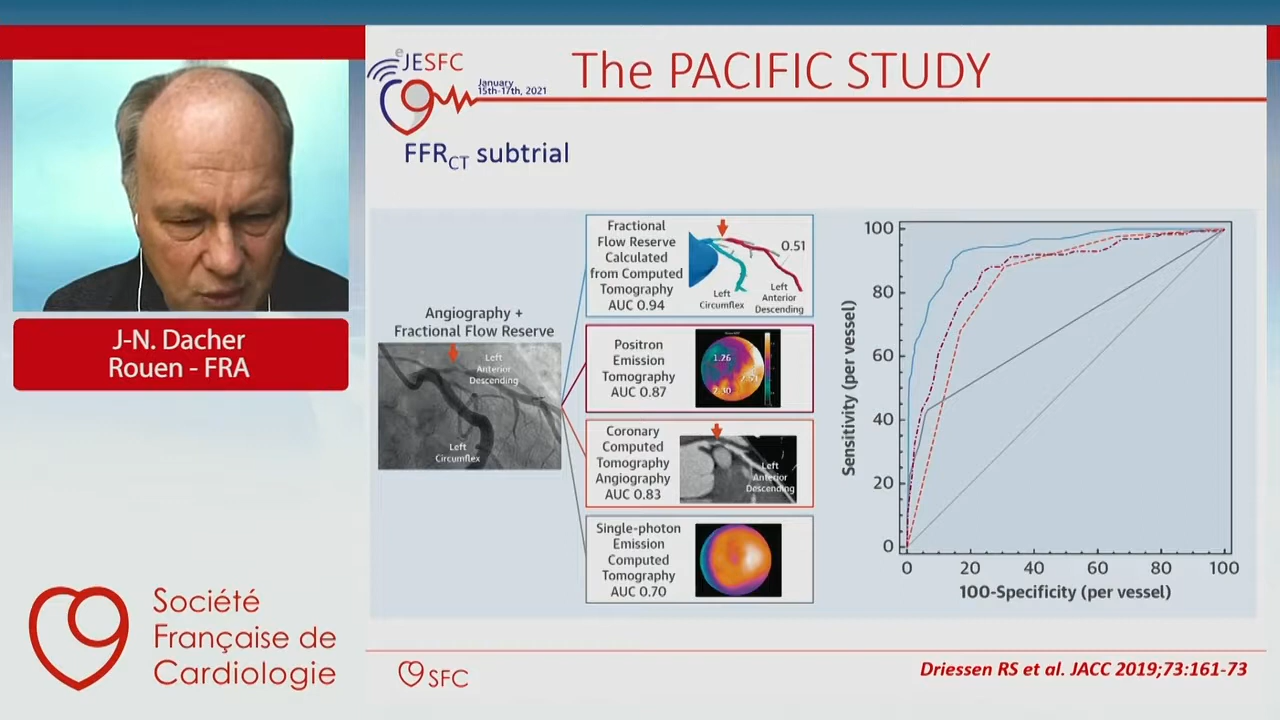 eJESFC
January
15th-17th, 2021
The PACIFIC STUDY
FFRCT subtrial
J-N. Dacher
Rouen - FRA
Société
Française de
Cardiologie
Angiography +
Fractional Flow Reserve
Left
Anterior
Descending
Left
Circumflex
Fractional
Flow Reserve
Calculated
from Computed
Tomography
AUC 0.94
0.51
Left
Circumflex
Left
Anterior
Descending
Positron
Emission
Tomography
AUC 0.87
1.26
2.30
Coronary
Computed
Tomography
Angiography
AUC 0.83
Left
Anterior
Descending
Single-photon
Emission
Computed
Tomography
AUC 0.70
Sensitivity (per vessel)
100
80
60
40
20
0
0 20 40 60 80 100
100-Specificity (per vessel)
SFC
Driessen RS et al. JACC 2019;73:161-73